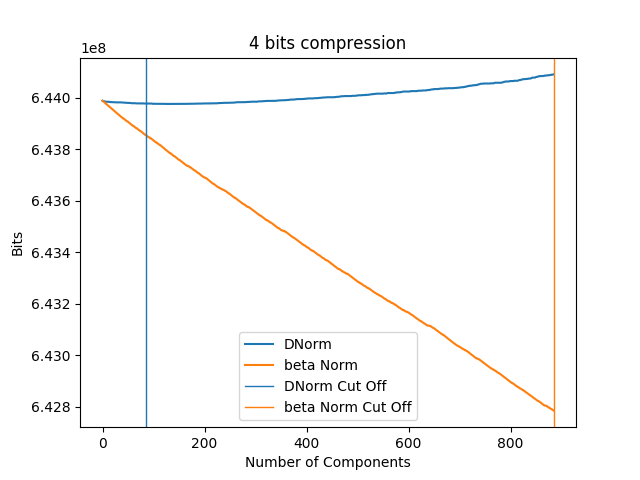 4 bits compression
1e8
6.440
6.438
6.436
6.434
6.432
6.430
6.428
Bits
DNorm
beta Norm
DNorm Cut Off
beta Norm Cut Off
0 200 400 600 800
Number of Components